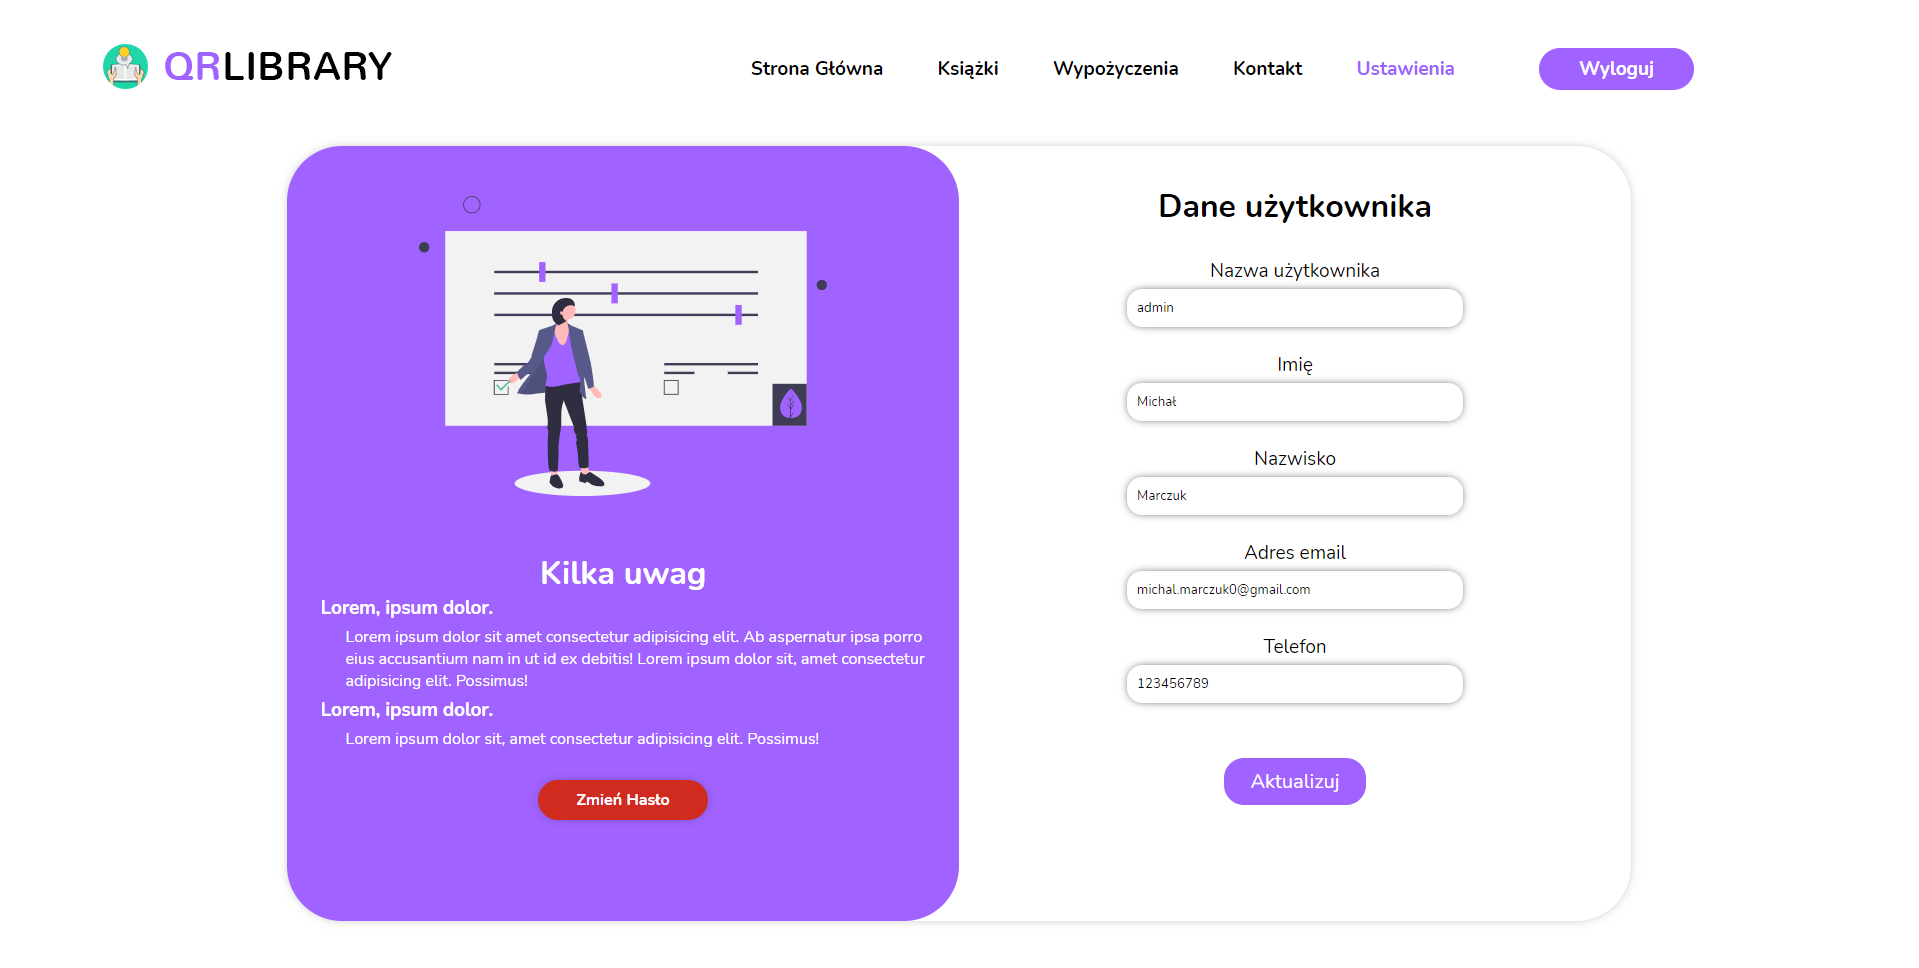 QRLIBRARY
Strona Główna
Książki
Wypożyczenia
Kontakt
Ustawienia
Wyloguj
Kilka uwag
Lorem, ipsum dolor.
Lorem ipsum dolor sit amet consectetur adipisicing elit. Ab aspernatur ipsa porro
eius accusantium nam in ut id ex debitis! Lorem ipsum dolor sit, amet consectetur
adipisicing elit. Possimus!
Lorem, ipsum dolor.
Lorem ipsum dolor sit, amet consectetur adipisicing elit. Possimus!
Zmień Hasło
Dane użytkownika
Nazwa użytkownika
admin
Imię
Michał
Nazwisko
Marczuk
Adres email
michal.marczuk0@gmail.com
Telefon
123456789
Aktualizuj